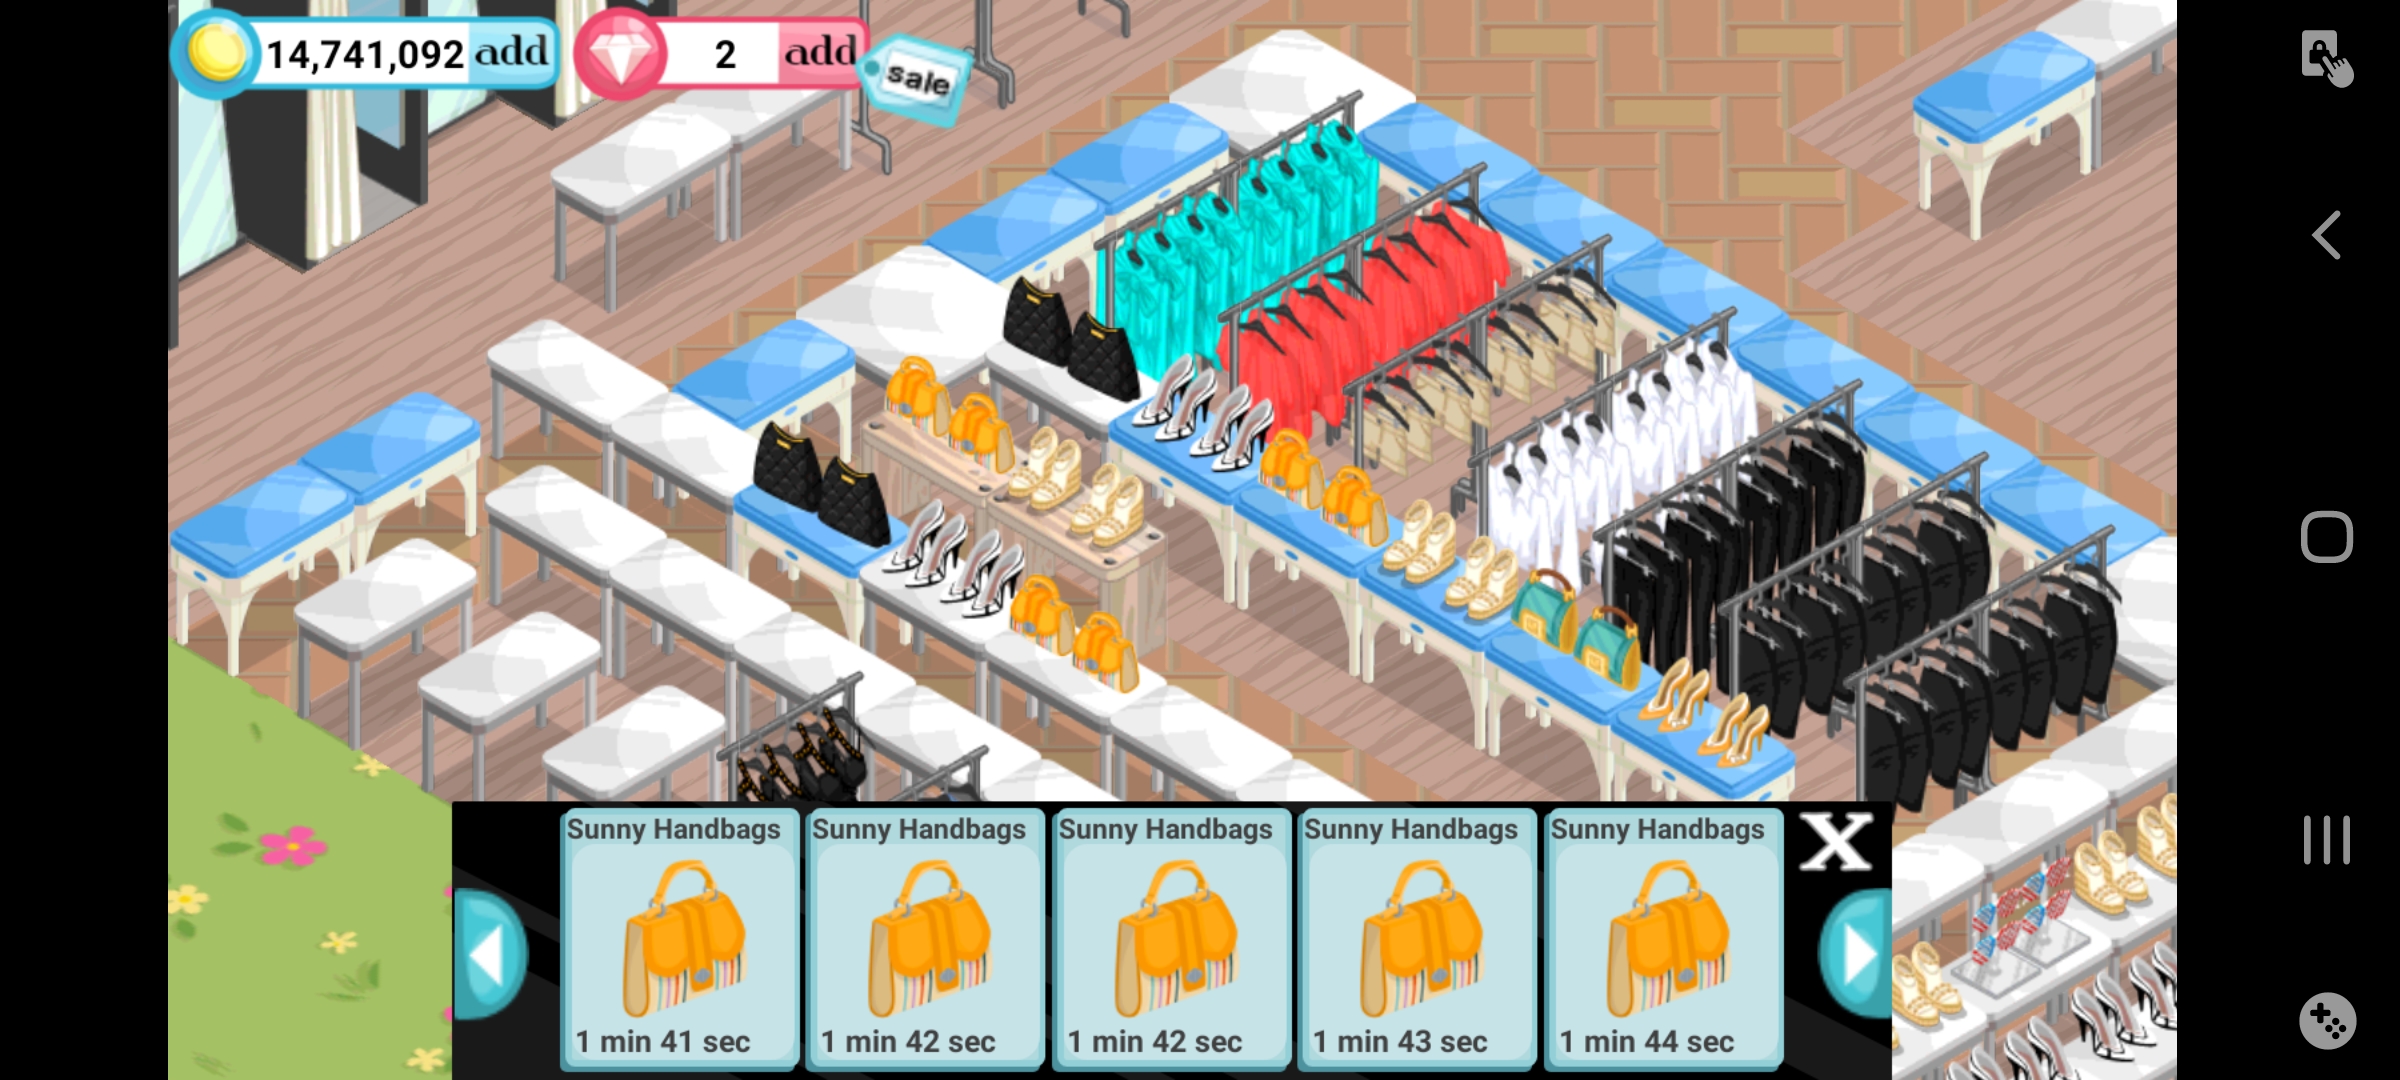 14,741,092 add
2 add
sale
Sunny Handbags Sunny Handbags Sunny Handbags Sunny Handbags Sunny Handbags
X
1 min 41 sec 1 min 42 sec 1 min 42 sec 1 min 43 sec 1 min 44 sec